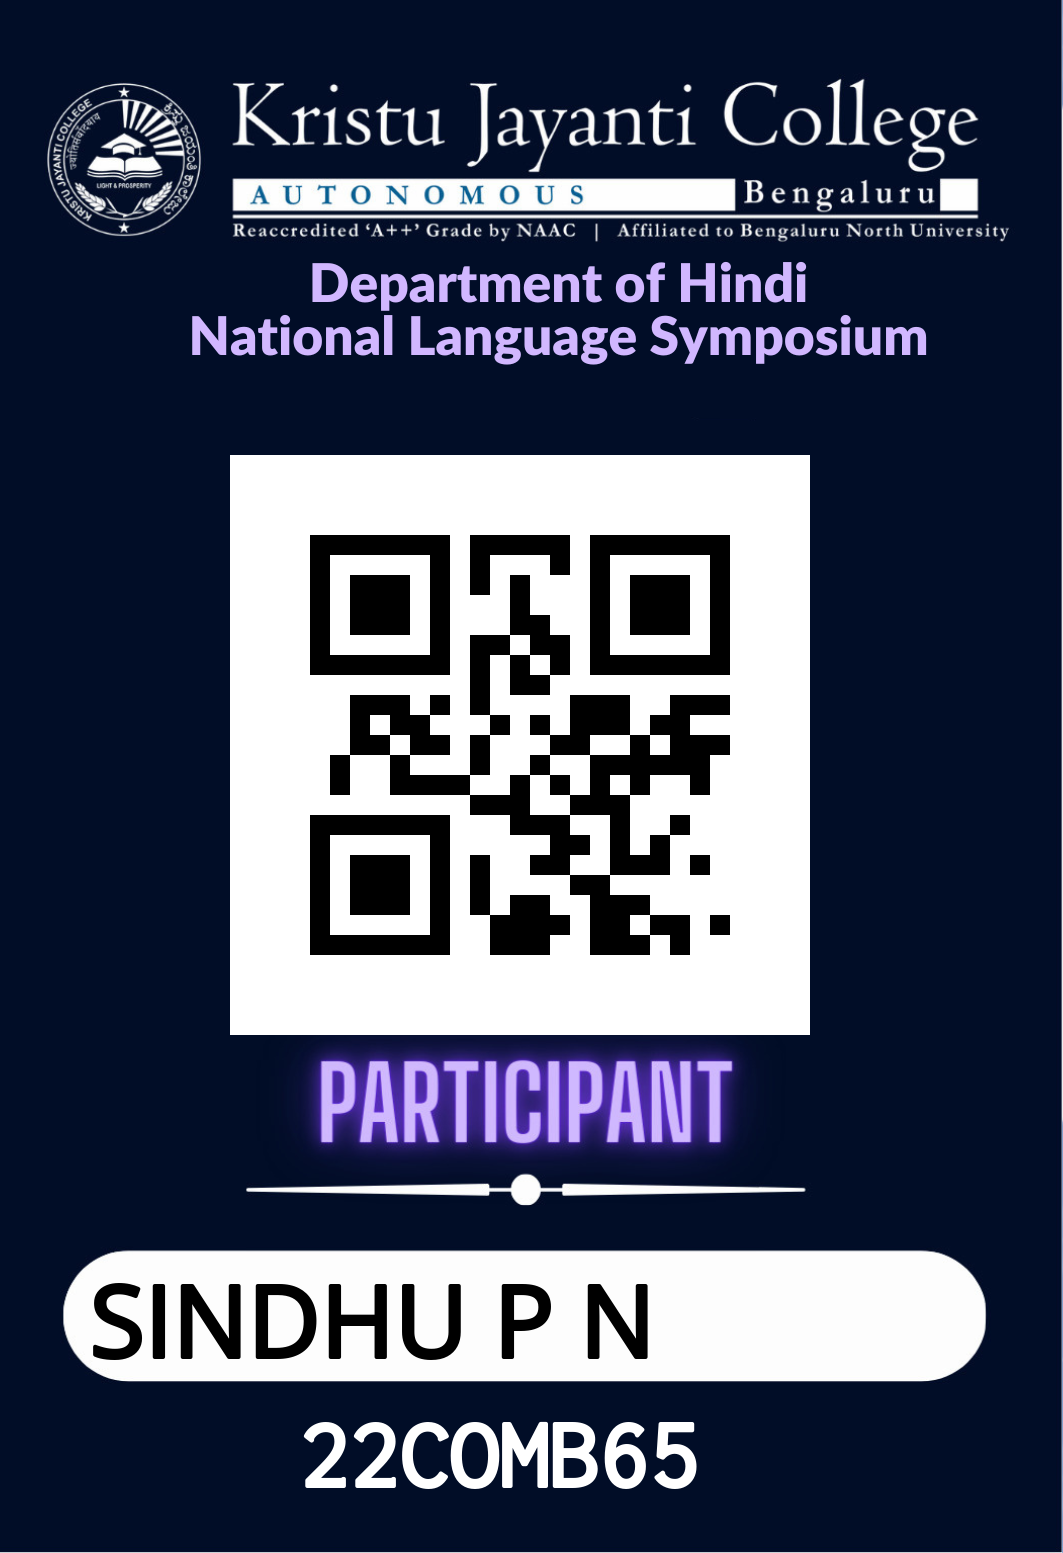 KRISTU JAYANTI COLLEGE
LIGHT & PROSPERITY
Kristu Jayanti College
AUTONOMOUS Bengaluru
Reaccredited ‘A++’ Grade by NAAC | Affiliated to Bengaluru North University
Department of Hindi
National Language Symposium
PARTICIPANT
SINDHU P N
22COMB65